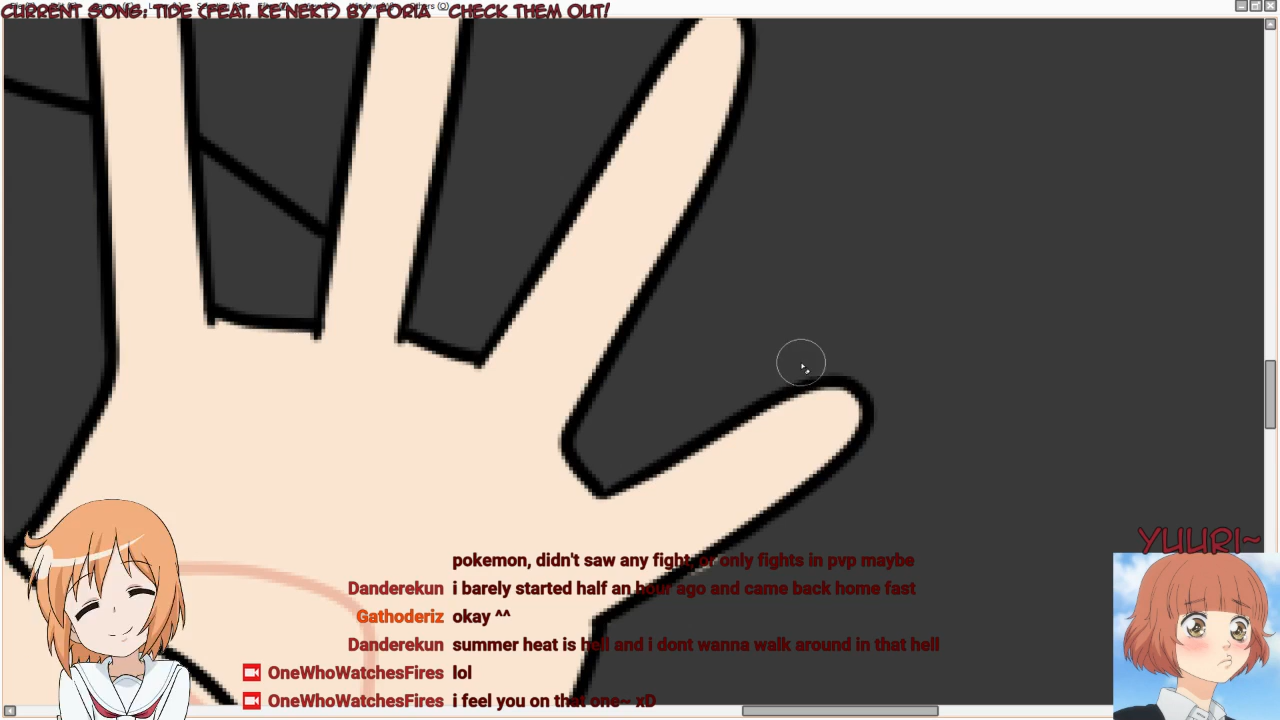 CURRENT SONG: TIDE (FEAT. KE'NEKT) BY FORIA   CHECK THEM OUT!
YUURI~
pokemon, didn't saw any fight, or only fights in pvp maybe
Danderekun i barely started half an hour ago and came back home fast
Gathoderiz okay ^^
Danderekun summer heat is hell and i dont wanna walk around in that hell
OneWhoWatchesFires lol
OneWhoWatchesFires i feel you on that one~ xD